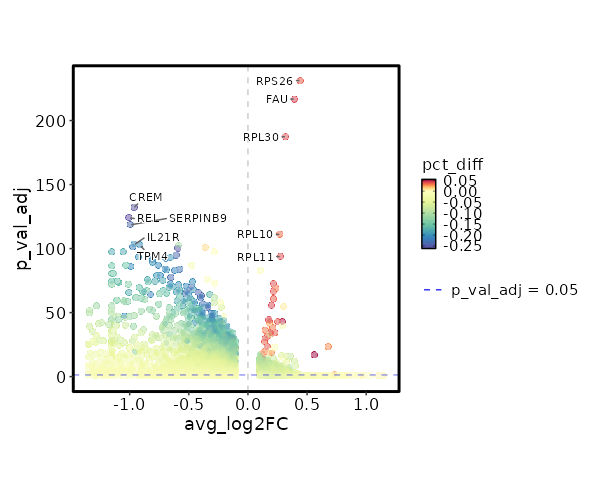 RPS26
FAU
RPL30
CREM
REL
SERPINB9
IL21R
TPM4
RPL10
RPL11
p_val_adj
200
150
100
50
0
-1.0
-0.5
0.0
0.5
1.0
avg_log2FC
pct_diff
0.05
0.00
-0.05
-0.10
-0.15
-0.20
-0.25
p_val_adj = 0.05